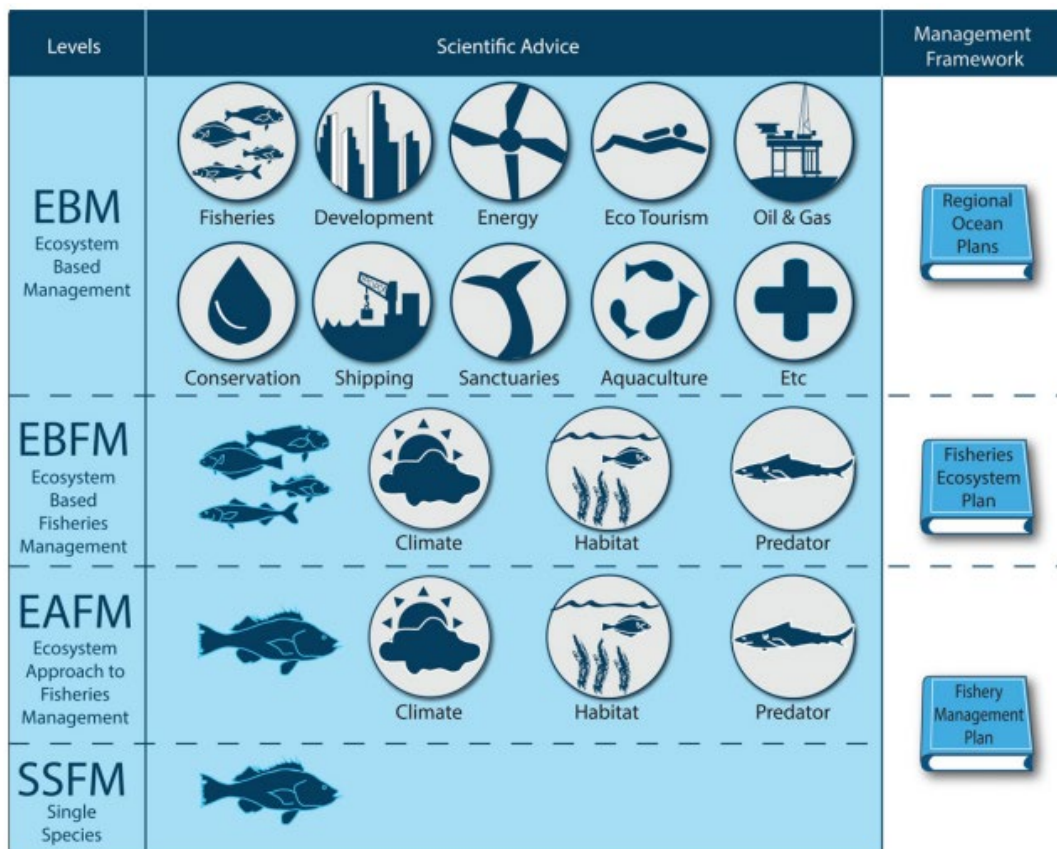 Levels
Scientific Advice
Management
Framework
EBM
Ecosystem
Based
Management
Fisheries
Development
Energy
Eco Tourism
Oil & Gas
Conservation
Shipping
Sanctuaries
Aquaculture
Etc
Regional
Ocean
Plans
EBFM
Ecosystem
Based
Fisheries
Management
Climate
Habitat
Predator
Fisheries
Ecosystem
Plan
EAFM
Ecosystem
Approach to
Fisheries
Management
Climate
Habitat
Predator
Fishery
Management
Plan
SSFM
Single
Species